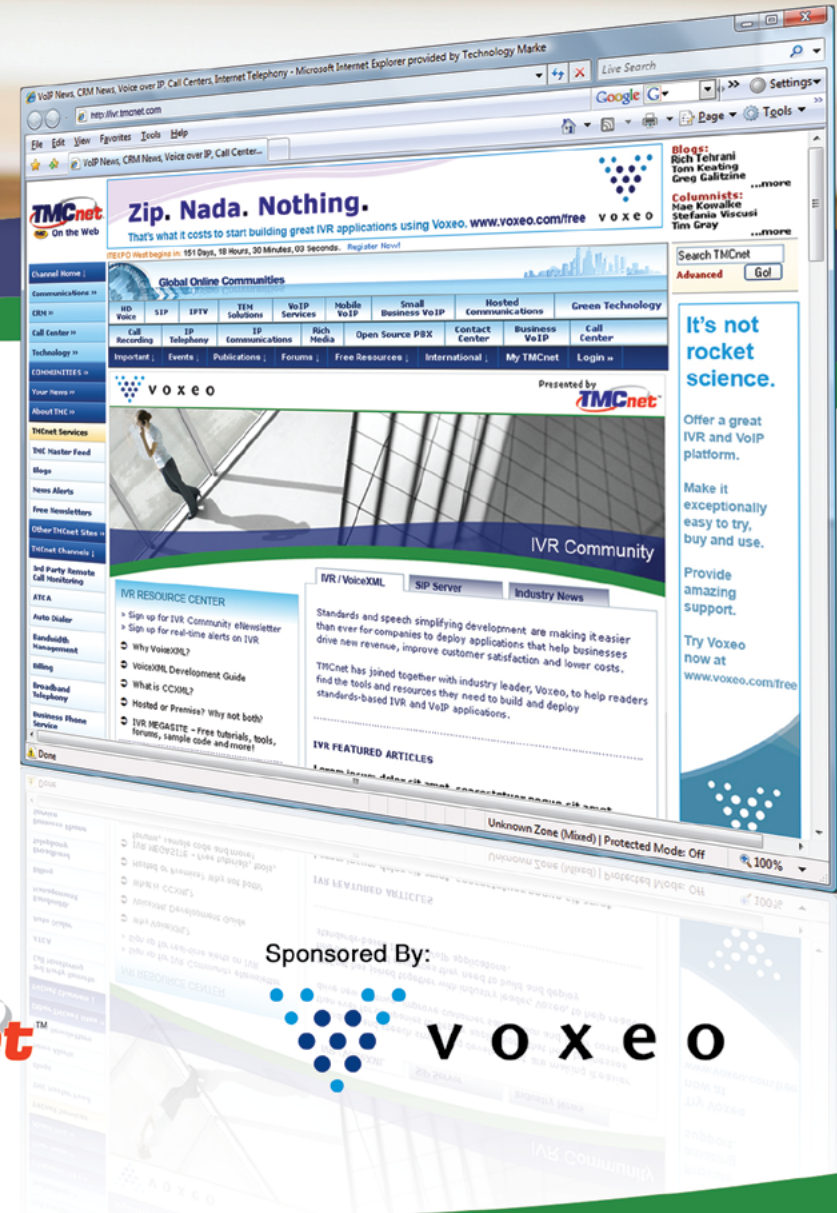 VoIP News, CRM News, Voice over IP, Call Centers, Internet Telephony - Microsoft Internet Explorer provided by Technology Marke
http://ivr.tmcnet.com
Live Search
Google
Settings
File Edit View Favorites Tools Help
VoIP News, CRM News, Voice over IP, Call Center...
Page Tools
TMCnet
On the Web
Zip. Nada. Nothing.
That's what it costs to start building great IVR applications using Voxeo. www.voxeo.com/free
voxeo
Blogs:
Rich Tehrani
Tom Keating
Greg Galitzine
...more
Columnists:
Mae Kowalke
Stefania Viscusi
Tim Gray
...more
Search TMCnet
Advanced Go!
ITEXPO West begins in: 151 Days, 18 Hours, 30 Minutes, 03 Seconds. Register Now!
Global Online Communities
HD Voice SIP IPTV TEM Solutions VoIP Services Mobile VoIP Small Business VoIP Hosted Communications Green Technology
Call Recording IP Telephony IP Communications Rich Media Open Source PBX Contact Center Business VoIP Call Center
Important Events Publications Forums Free Resources International My TMCnet Login »
Channel Home
Communications »
CRM »
Call Center »
Technology »
COMMUNITIES »
Your News »
About TMC »
TMCnet Services
TMC Master Feed
Blogs
News Alerts
Free Newsletters
Other TMCnet Sites »
TMCnet Channels
3rd Party Remote
Call Monitoring
ATCA
Auto Dialer
Bandwidth
Management
Billing
Broadband
Telephony
Business Phone
Service
voxeo
Presented by
TMCnet
IVR Community
IVR RESOURCE CENTER
» Sign up for IVR Community eNewsletter
» Sign up for real-time alerts on IVR
Why VoiceXML?
VoiceXML Development Guide
What is CCXML?
Hosted or Premise? Why not both?
IVR MEGASITE - Free tutorials, tools,
forums, sample code and more!
IVR / VoiceXML SIP Server Industry News
Standards and speech simplifying development are making it easier
than ever for companies to deploy applications that help businesses
drive new revenue, improve customer satisfaction and lower costs.
TMCnet has joined together with industry leader, Voxeo, to help readers
find the tools and resources they need to build and deploy
standards-based IVR and VoIP applications.
IVR FEATURED ARTICLES
It's not
rocket
science.
Offer a great
IVR and VoIP
platform.
Make it
exceptionally
easy to try,
buy and use.
Provide
amazing
support.
Try Voxeo
now at
www.voxeo.com/free
Done
Unknown Zone (Mixed) | Protected Mode: Off
100%
Sponsored By:
voxeo